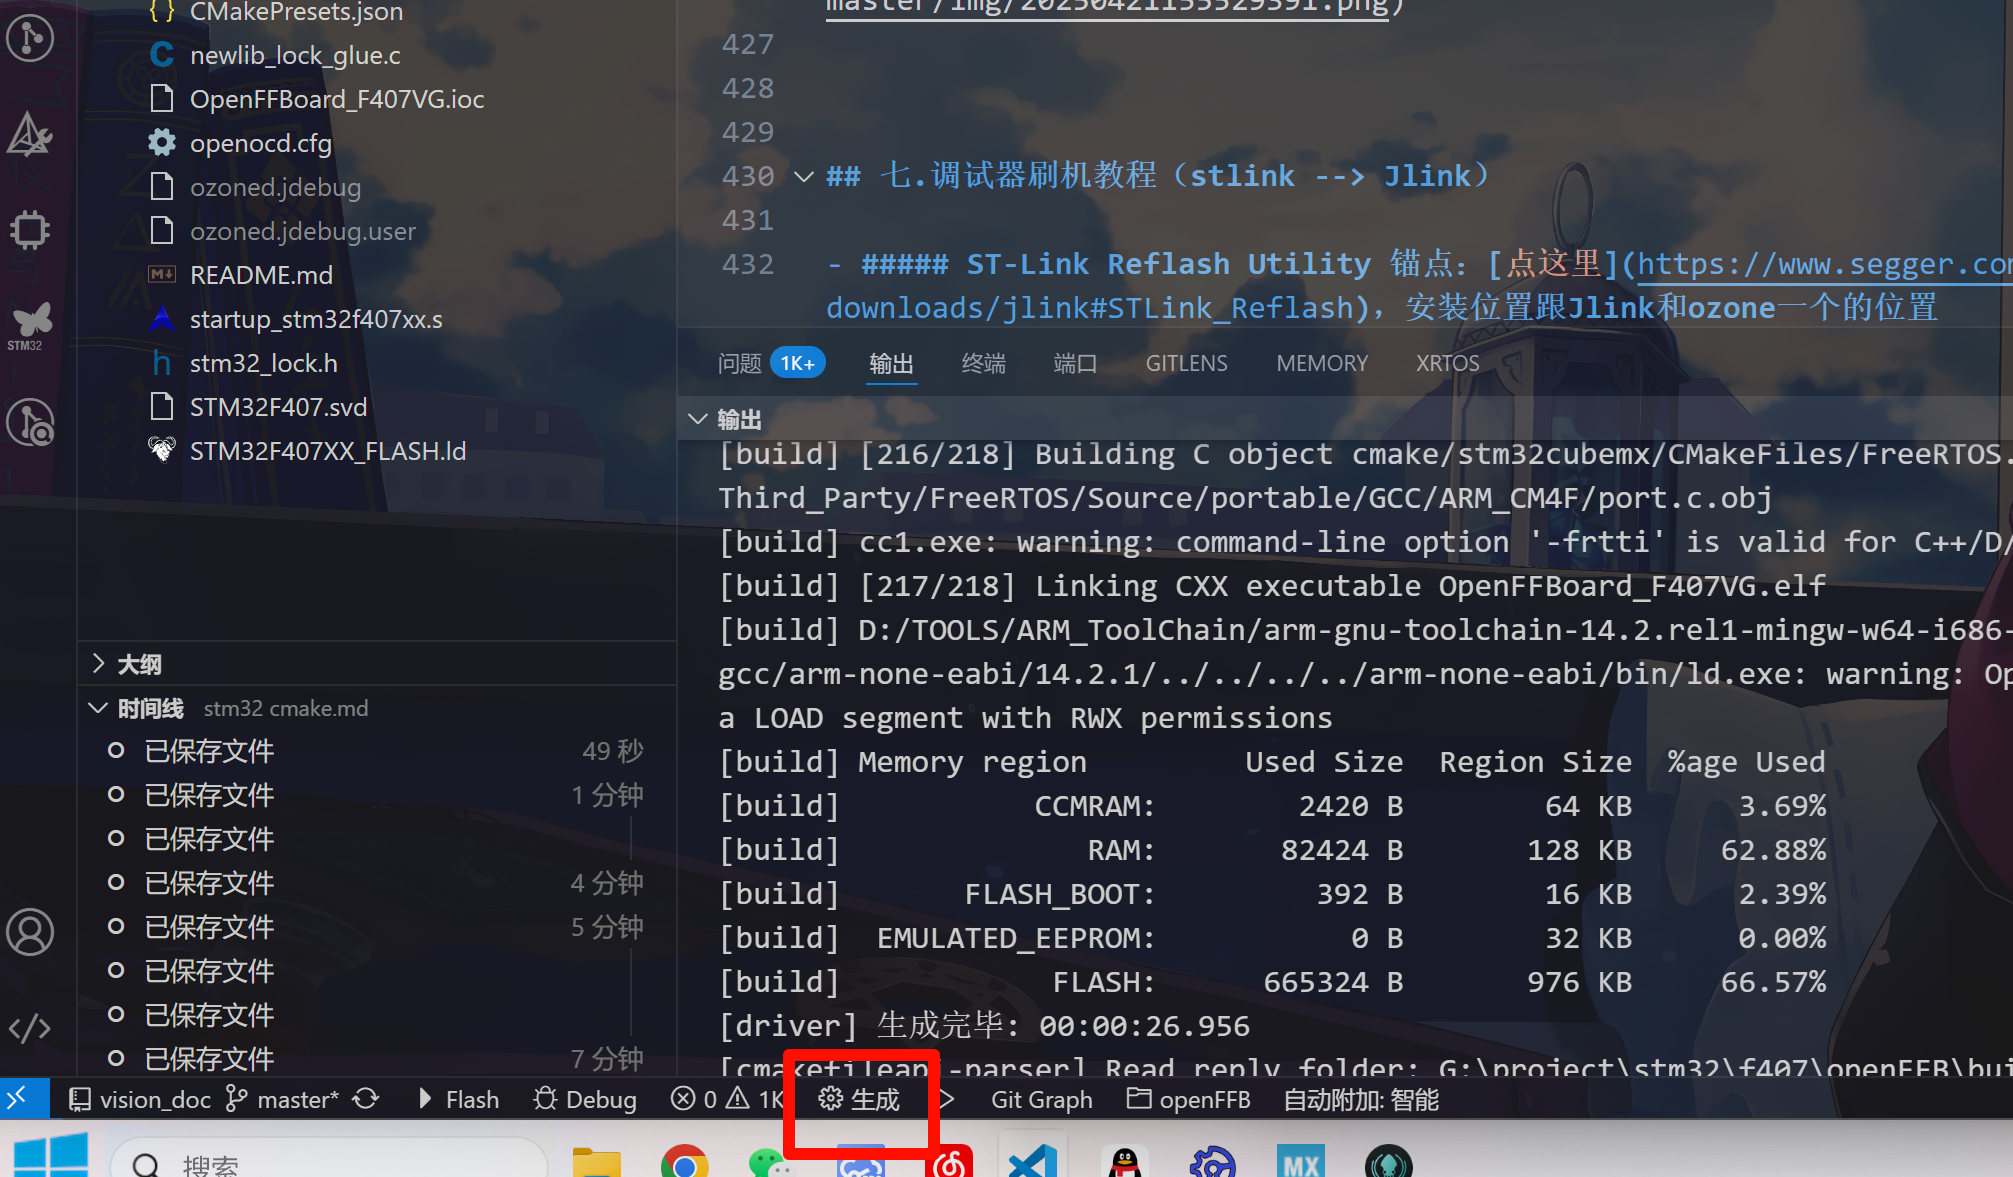 CMakePresets.json
newlib_lock_glue.c
OpenFFBoard_F407VG.ioc
openocd.cfg
ozoned.jdebug
ozoned.jdebug.user
README.md
startup_stm32f407xx.s
stm32_lock.h
STM32F407.svd
STM32F407XX_FLASH.ld
STM32
大纲
时间线 stm32 cmake.md
已保存文件 49 秒
已保存文件 1 分钟
已保存文件
已保存文件 4 分钟
已保存文件 5 分钟
已保存文件
已保存文件
已保存文件 7 分钟
master/img/20250421155529391.png)
427
428
429
430 ## 七.调试器刷机教程（stlink --> Jlink）
431
432 - ##### ST-Link Reflash Utility 锚点：[点这里](https://www.segger.com
downloads/jlink#STLink_Reflash)，安装位置跟Jlink和ozone一个的位置
问题 1K+ 输出 终端 端口 GITLENS MEMORY XRTOS
输出
[build] [216/218] Building C object cmake/stm32cubemx/CMakeFiles/FreeRTOS.
Third_Party/FreeRTOS/Source/portable/GCC/ARM_CM4F/port.c.obj
[build] cc1.exe: warning: command-line option '-frtti' is valid for C++/D/
[build] [217/218] Linking CXX executable OpenFFBoard_F407VG.elf
[build] D:/TOOLS/ARM_ToolChain/arm-gnu-toolchain-14.2.rel1-mingw-w64-i686-
gcc/arm-none-eabi/14.2.1/../../../../arm-none-eabi/bin/ld.exe: warning: Op
a LOAD segment with RWX permissions
[build] Memory region Used Size Region Size %age Used
[build] CCMRAM: 2420 B 64 KB 3.69%
[build] RAM: 82424 B 128 KB 62.88%
[build] FLASH_BOOT: 392 B 16 KB 2.39%
[build] EMULATED_EEPROM: 0 B 32 KB 0.00%
[build] FLASH: 665324 B 976 KB 66.57%
[driver] 生成完毕: 00:00:26.956
[cmakefileapi-parser] Read reply folder: G:\project\stm32\f407\openFFB\bui
vision_doc master* Flash Debug 0 1K 生成 Git Graph openFFB 自动附加: 智能
搜索
MX